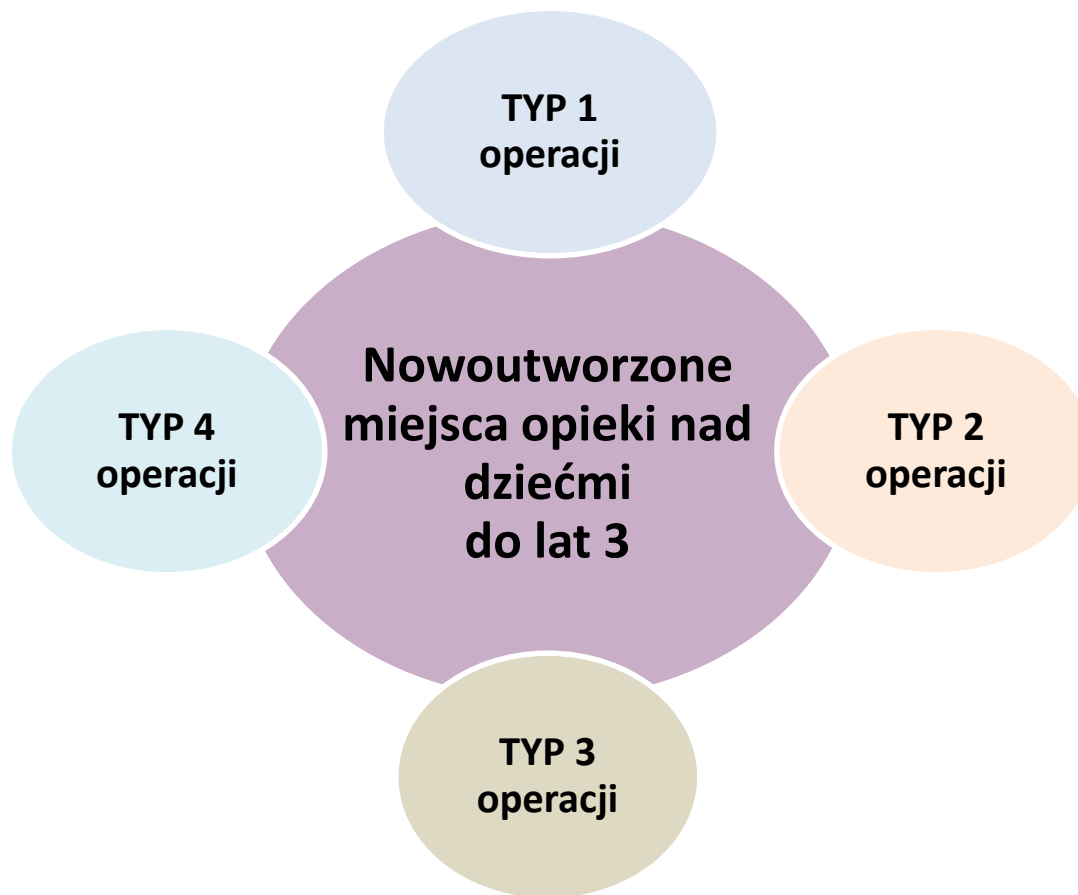 TYP 1
operacji
Nowoutworzone
miejsca opieki nad
dziećmi
do lat 3
TYP 4
operacji
TYP 2
operacji
TYP 3
operacji